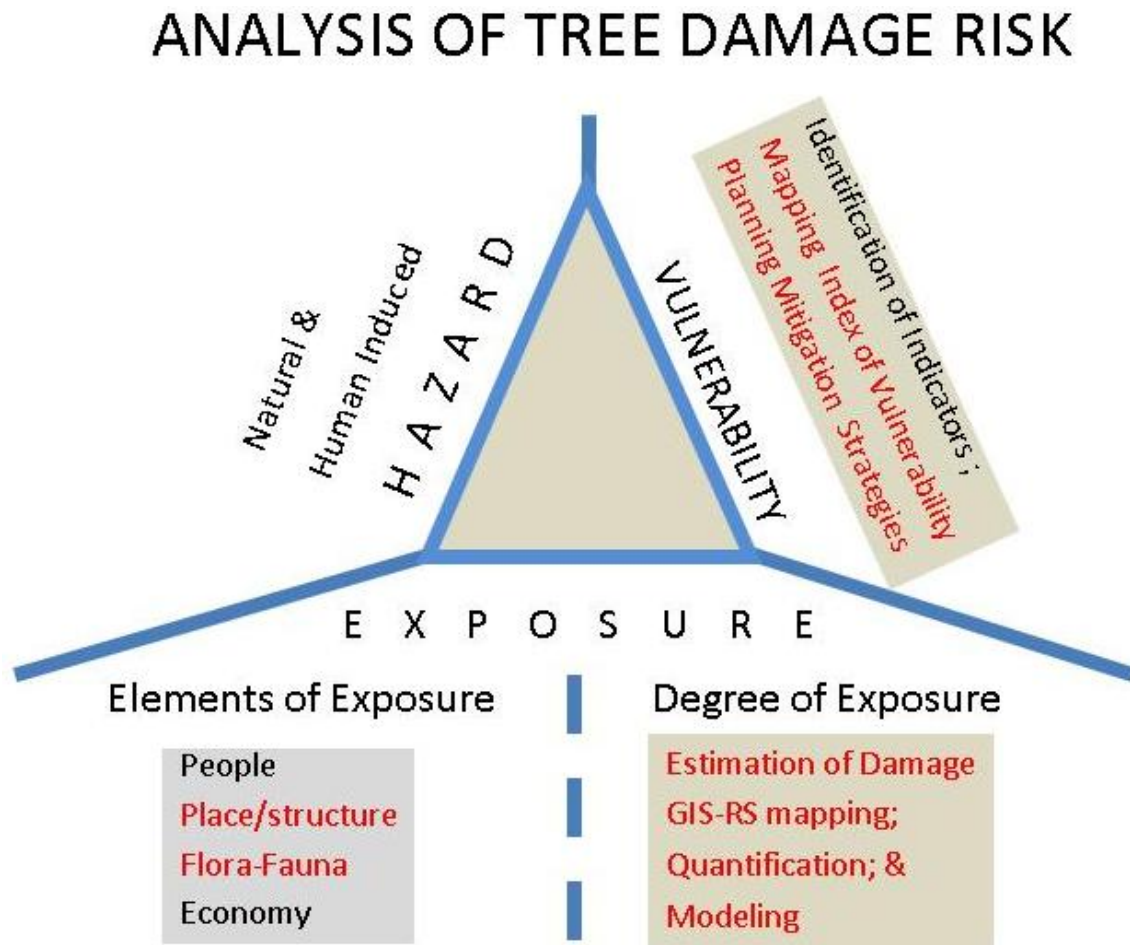 ANALYSIS OF TREE DAMAGE RISK
Natural &
Human Induced
HAZARD
VULNERABILITY
Identification of Indicators ;
Mapping Index of Vulnerability
Planning Mitigation Strategies
EXPOSURE
Elements of Exposure
People
Place/structure
Flora-Fauna
Economy
Degree of Exposure
Estimation of Damage
GIS-RS mapping;
Quantification; &
Modeling